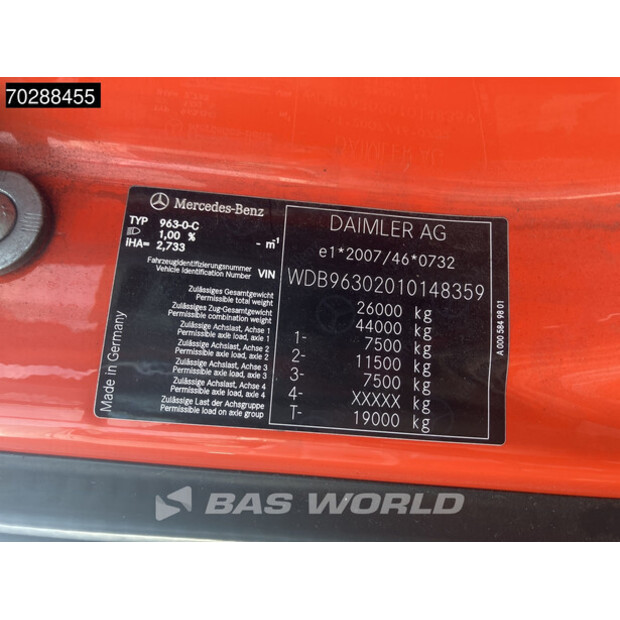 70288455
Mercedes-Benz
TYP 963-0-C
1,00 % - m⁻¹
IHA= 2,733
Fahrzeugidentifizierungsnummer
Vehicle Identification Number VIN
DAIMLER AG
e1*2007/46*0732
WDB96302010148359
Zulässiges Gesamtgewicht
Permissible total weight 26000 kg
Zulässiges Zug-Gesamtgewicht
Permissible combination weight 44000 kg
Zulässige Achslast, Achse 1
Permissible axle load, axle 1 1- 7500 kg
Zulässige Achslast, Achse 2
Permissible axle load, axle 2 2- 11500 kg
Zulässige Achslast, Achse 3
Permissible axle load, axle 3 3- 7500 kg
Zulässige Achslast, Achse 4
Permissible axle load, axle 4 4- XXXXX kg
Zulässige Last der Achsgruppe
Permissible load on axle group T- 19000 kg
Made in Germany
A 000 584 98 01
BAS WORLD